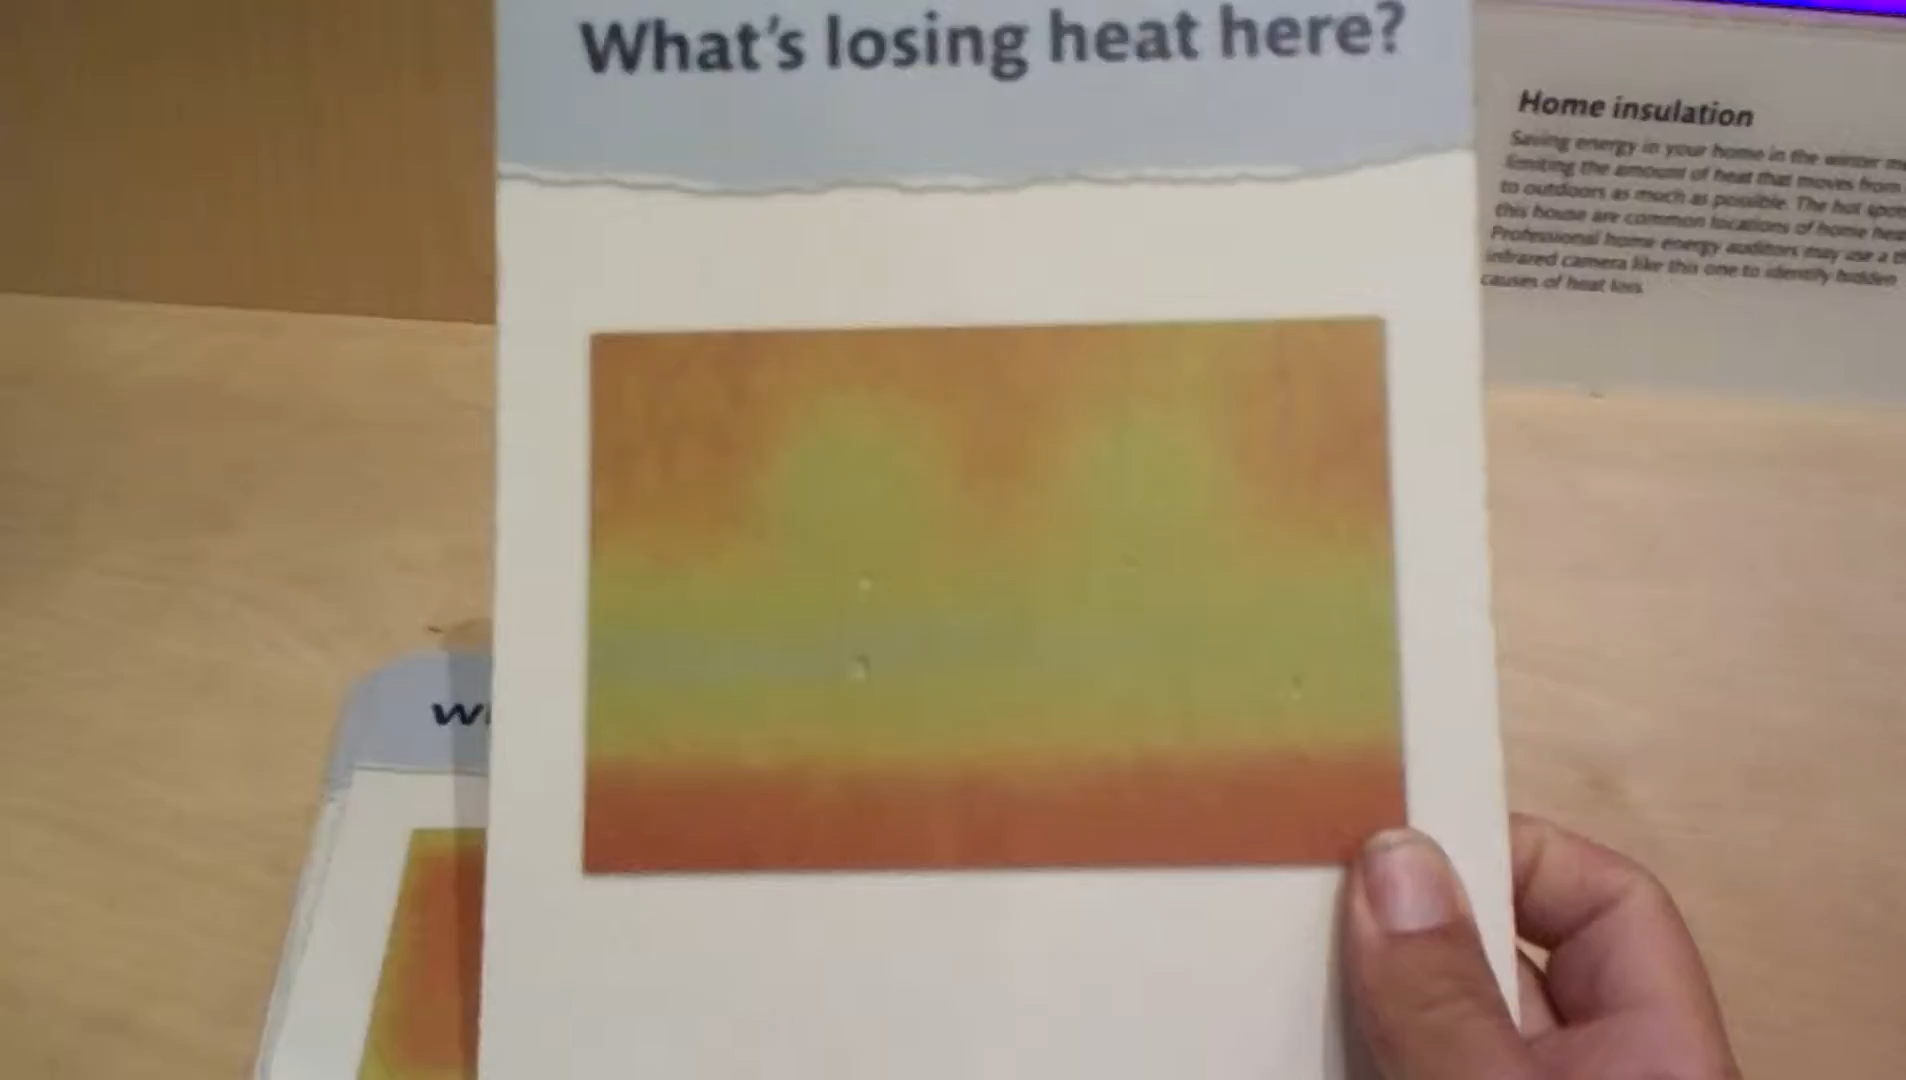 What's losing heat here?
Home insulation
Saving energy in your home in the winter
limiting the amount of heat that moves from
to outdoors as much as possible. The hot
this house are common locations of home
Professional home energy auditors may use a
infrared camera like this one to identify hidden
causes of heat loss.